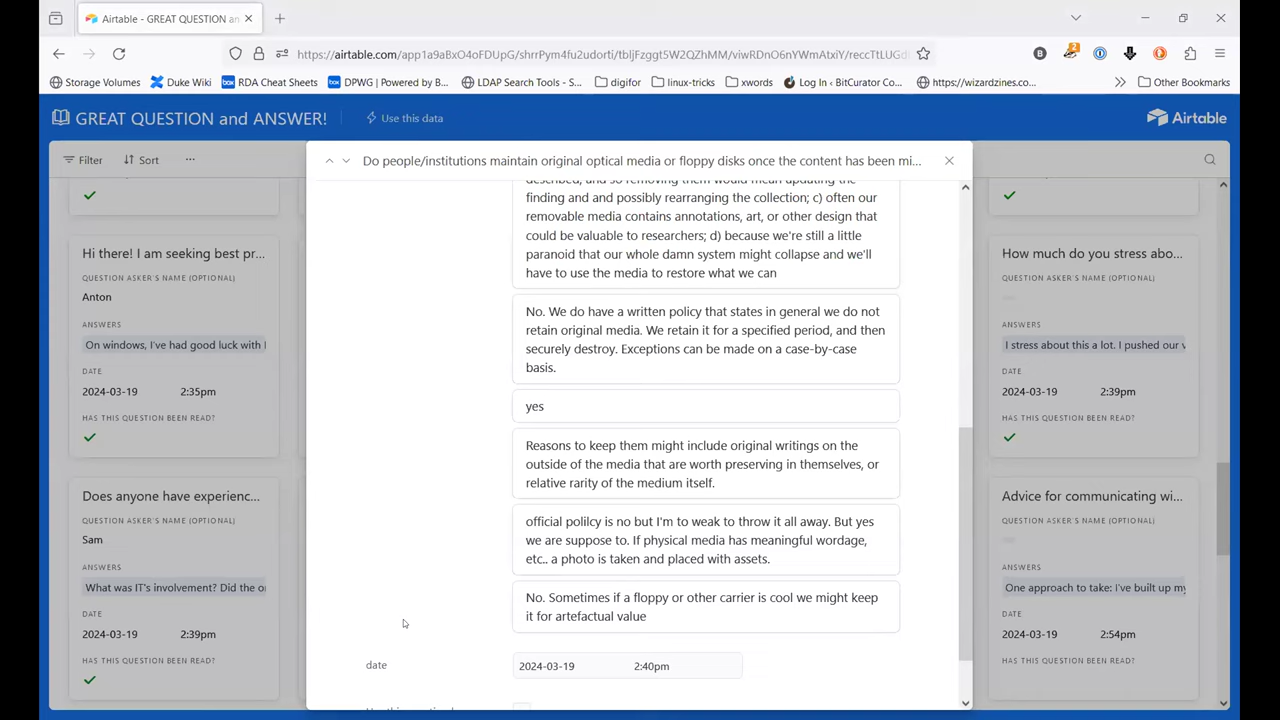 Airtable - GREAT QUESTION an
https://airtable.com/app1a9aBxO4oFDUpG/shrrPym4fu2udorti/tbljFzggt5W2QZhMM/viwRDnO6nYWmAtxiY/reccTtLUGd
B
2
Storage Volumes Duke Wiki RDA Cheat Sheets DPWG | Powered by B... LDAP Search Tools - S... digifor linux-tricks xwords Log In ‹ BitCurator Co... https://wizardzines.co... Other Bookmarks
GREAT QUESTION and ANSWER! Use this data Airtable
Filter Sort ...
Do people/institutions maintain original optical media or floppy disks once the content has been mi...
described, and so removing them would mean updating the
finding and and possibly rearranging the collection; c) often our
removable media contains annotations, art, or other design that
could be valuable to researchers; d) because we're still a little
paranoid that our whole damn system might collapse and we'll
have to use the media to restore what we can
No. We do have a written policy that states in general we do not
retain original media. We retain it for a specified period, and then
securely destroy. Exceptions can be made on a case-by-case
basis.
yes
Reasons to keep them might include original writings on the
outside of the media that are worth preserving in themselves, or
relative rarity of the medium itself.
official polilcy is no but I'm to weak to throw it all away. But yes
we are suppose to. If physical media has meaningful wordage,
etc.. a photo is taken and placed with assets.
No. Sometimes if a floppy or other carrier is cool we might keep
it for artefactual value
date 2024-03-19 2:40pm
Hi there! I am seeking best pr...
QUESTION ASKER'S NAME (OPTIONAL)
Anton
ANSWERS
On windows, I've had good luck with
DATE
2024-03-19 2:35pm
HAS THIS QUESTION BEEN READ?
Does anyone have experienc...
QUESTION ASKER'S NAME (OPTIONAL)
Sam
ANSWERS
What was IT's involvement? Did the o
DATE
2024-03-19 2:39pm
HAS THIS QUESTION BEEN READ?
How much do you stress abo...
QUESTION ASKER'S NAME (OPTIONAL)
ANSWERS
I stress about this a lot. I pushed our v
DATE
2024-03-19 2:39pm
HAS THIS QUESTION BEEN READ?
Advice for communicating wi...
QUESTION ASKER'S NAME (OPTIONAL)
ANSWERS
One approach to take: I've built up my
DATE
2024-03-19 2:54pm
HAS THIS QUESTION BEEN READ?